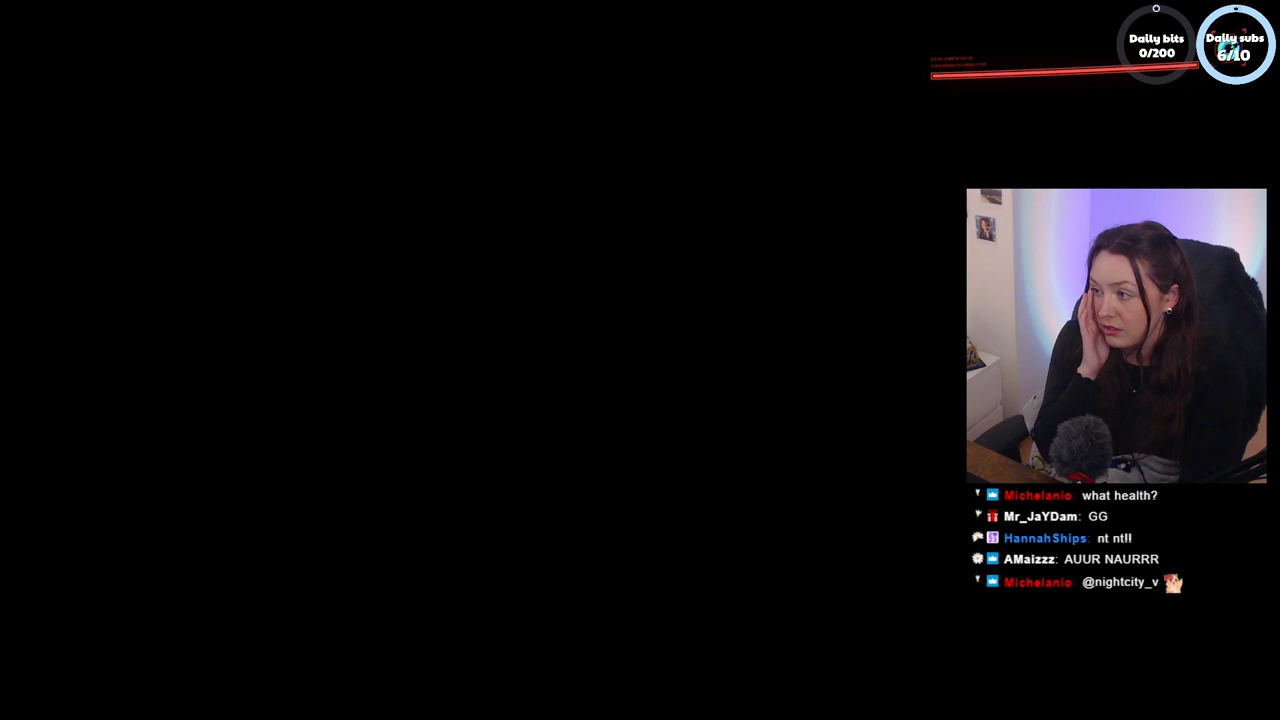 Daily bits
0/200
Daily subs
6/10
Michelanio: what health?
Mr_JaYDam: GG
HannahShips: nt nt!!
AMaizzz: AUUR NAURRR
Michelanio: @nightcity_v